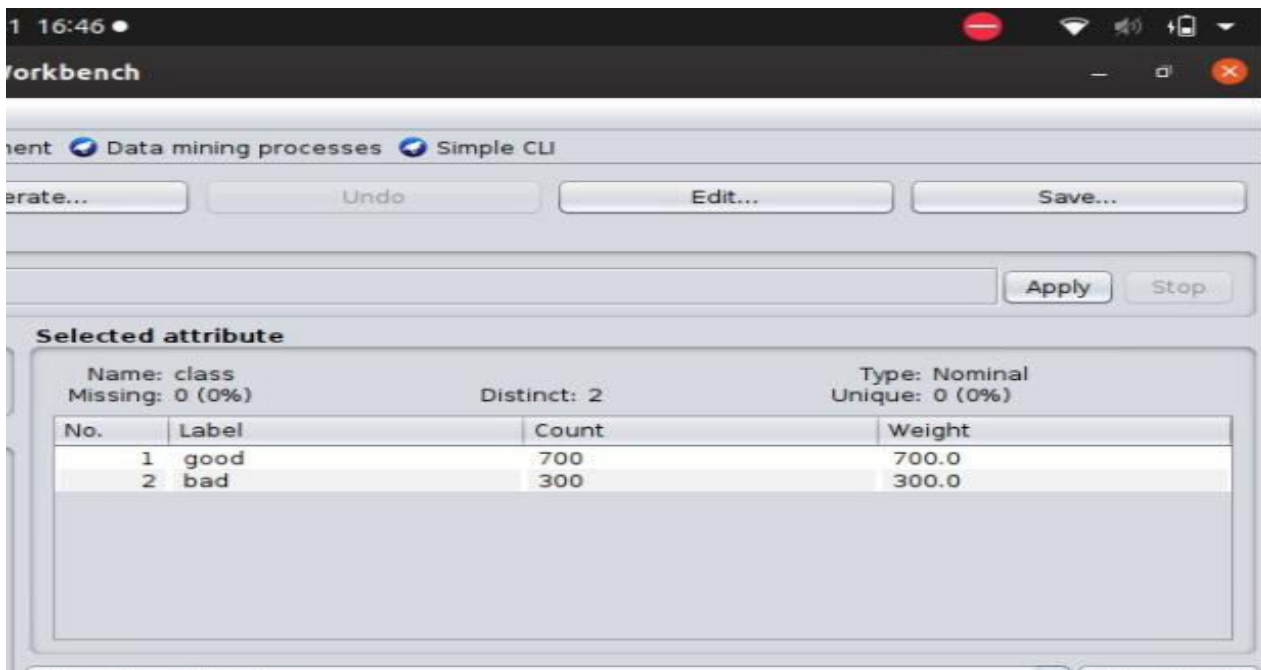 1 16:46
Workbench
ment Data mining processes Simple CLI
erate... Undo Edit... Save...
Apply Stop
Selected attribute
Name: class Type: Nominal
Missing: 0 (0%) Distinct: 2 Unique: 0 (0%)
No. Label Count Weight
1 good 700 700.0
2 bad 300 300.0